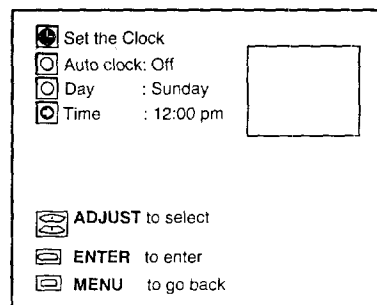 Set the Clock
Auto clock: Off
Day : Sunday
Time : 12:00 pm
ADJUST to select
ENTER to enter
MENU to go back